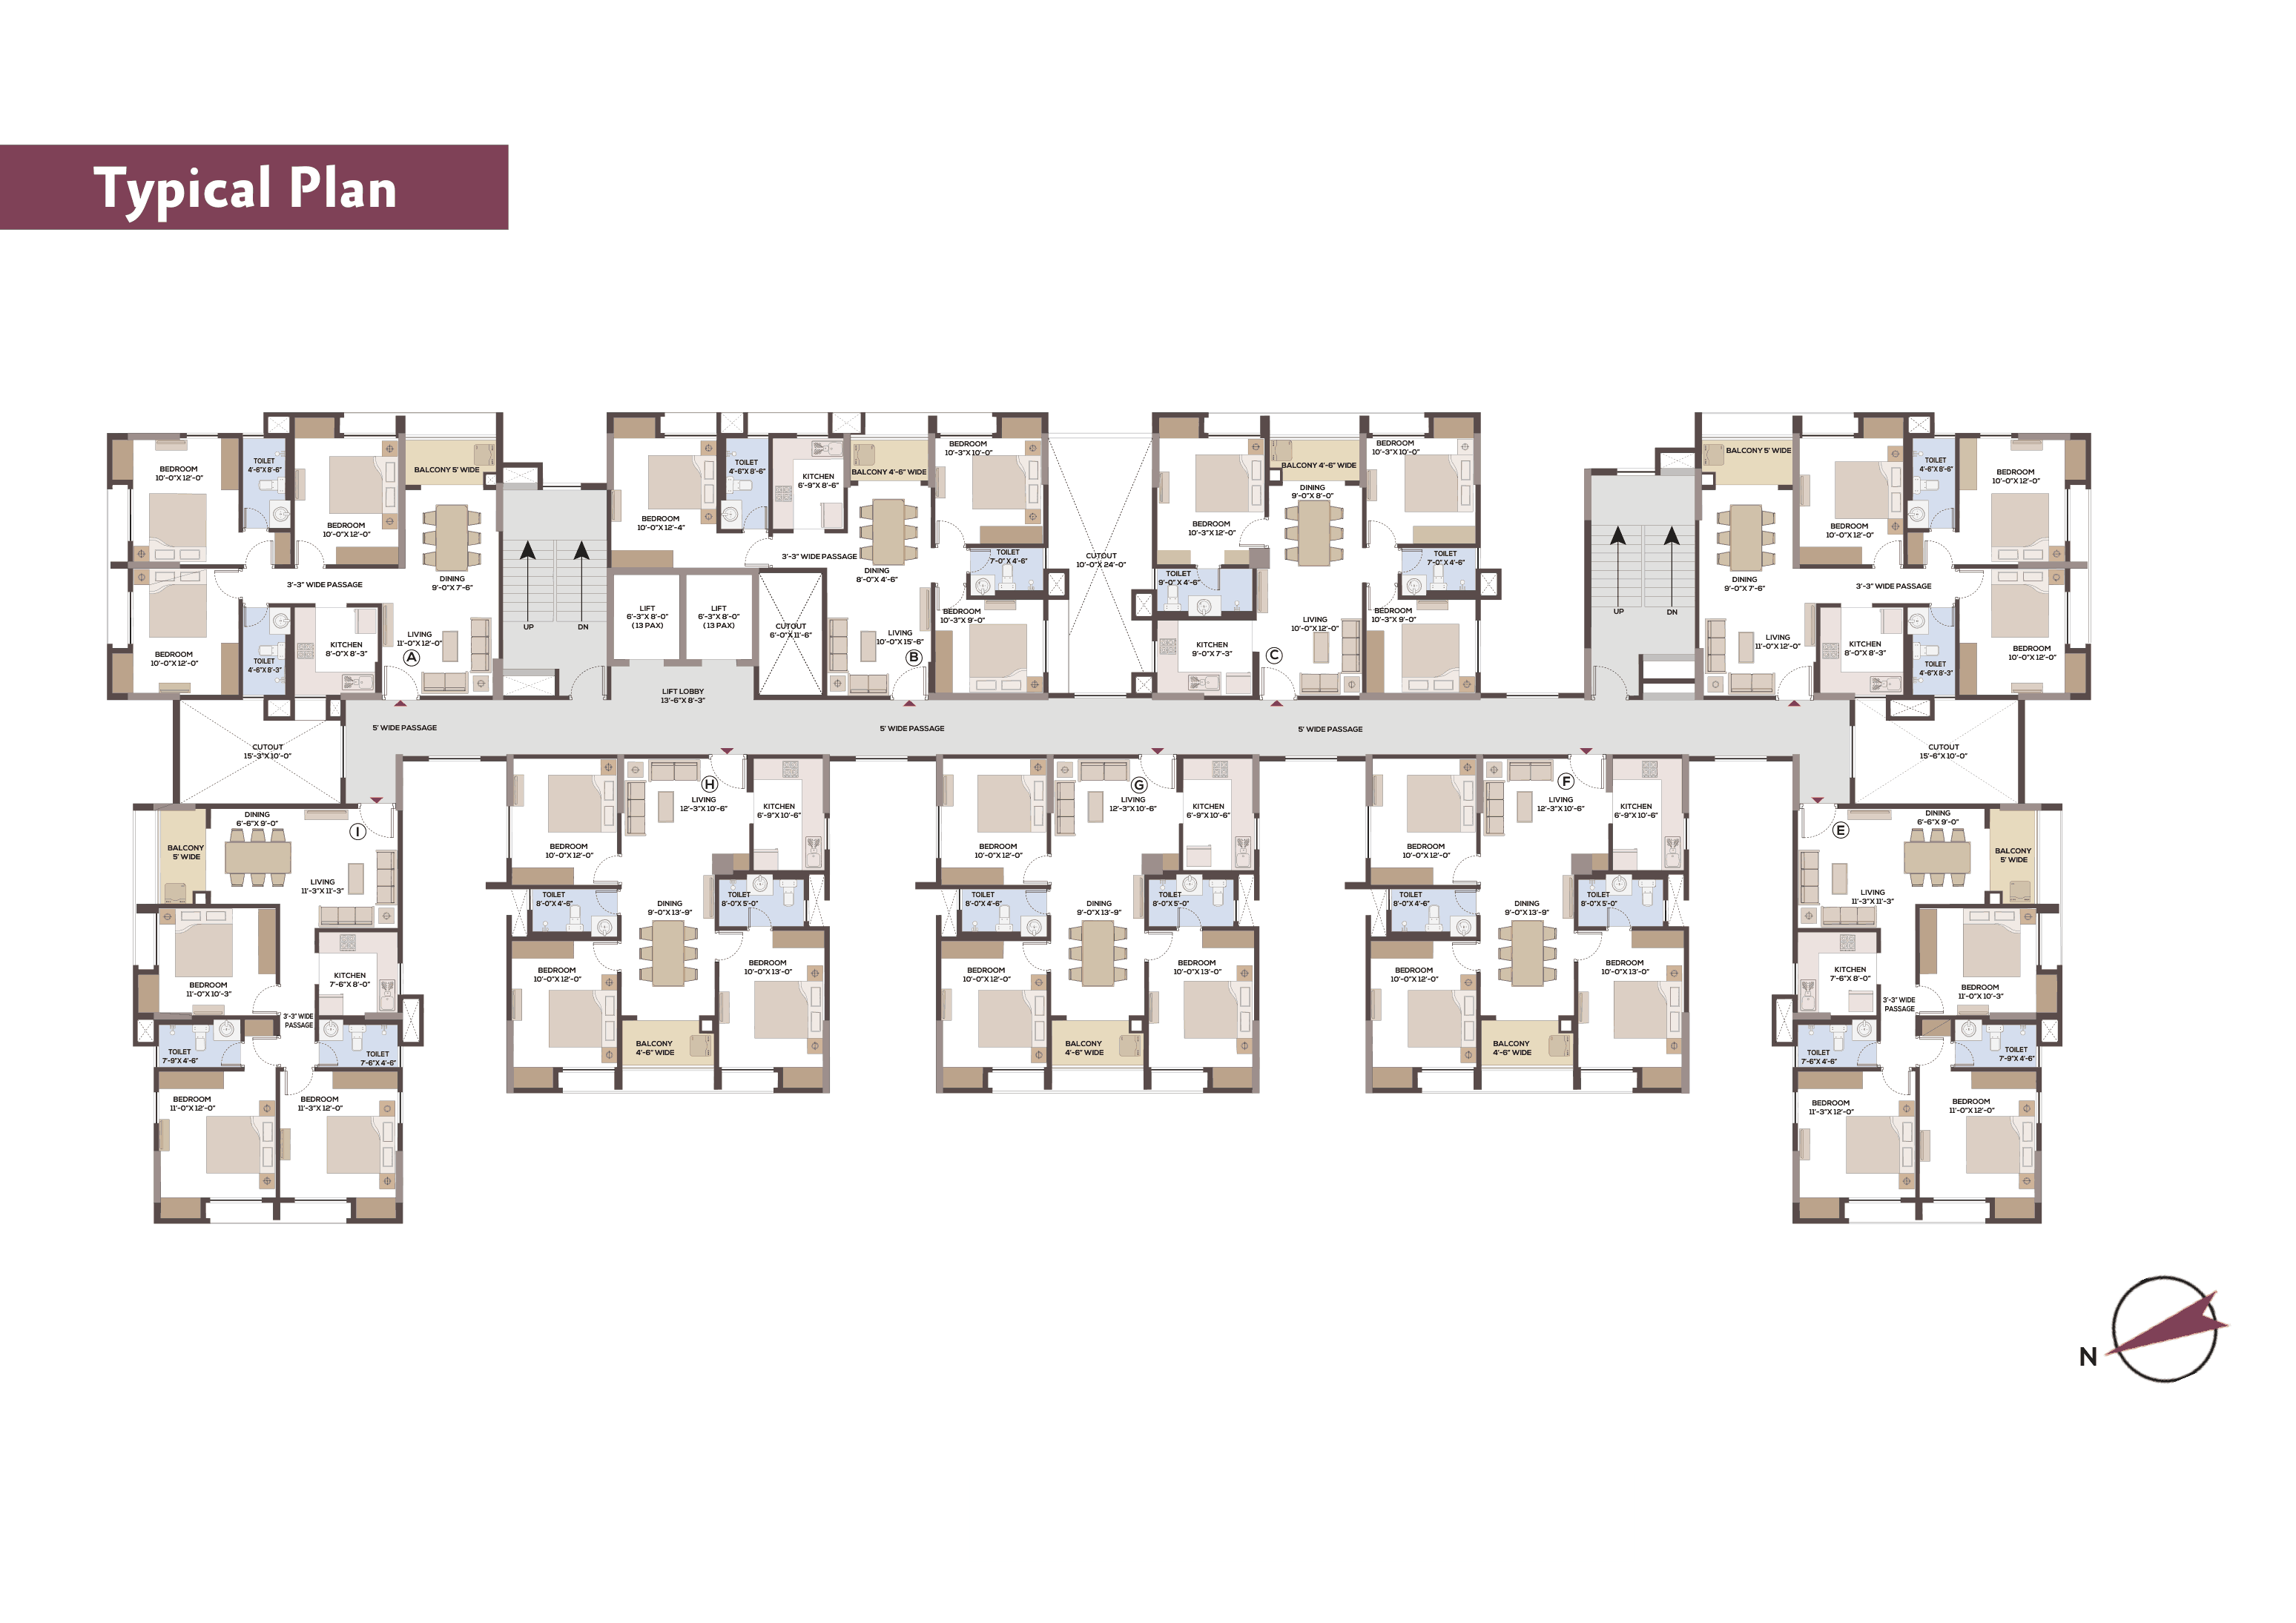 Typical Plan
BEDROOM
10'-0"X 12'-0"
TOILET
4'-6"X 8'-6"
BEDROOM
10'-0"X 12'-0"
BALCONY 5' WIDE
DINING
9'-0"X 7'-6"
3'-3" WIDE PASSAGE
BEDROOM
10'-0"X 12'-0"
TOILET
4'-6"X 8'-3"
KITCHEN
8'-0"X 8'-3"
LIVING
11'-0"X 12'-0"
A
UP
DN
BEDROOM
10'-0"X 12'-4"
TOILET
4'-6"X 8'-6"
KITCHEN
6'-9"X 8'-6"
BALCONY 4'-6" WIDE
BEDROOM
10'-3"X 10'-0"
3'-3" WIDE PASSAGE
DINING
8'-0"X 4'-6"
TOILET
7'-0"X 4'-6"
LIFT
6'-3"X 8'-0"
(13 PAX)
LIFT
6'-3"X 8'-0"
(13 PAX)
CUTOUT
6'-0"X 11'-6"
LIVING
10'-0"X 15'-6"
B
BEDROOM
10'-3"X 9'-0"
CUTOUT
10'-0"X 24'-0"
BEDROOM
10'-3"X 12'-0"
BALCONY 4'-6" WIDE
DINING
9'-0"X 8'-0"
BEDROOM
10'-3"X 10'-0"
TOILET
9'-0"X 4'-6"
TOILET
7'-0"X 4'-6"
KITCHEN
9'-0"X 7'-3"
C
LIVING
10'-0"X 12'-0"
BEDROOM
10'-3"X 9'-0"
UP
DN
BALCONY 5' WIDE
BEDROOM
10'-0"X 12'-0"
TOILET
4'-6"X 8'-6"
BEDROOM
10'-0"X 12'-0"
DINING
9'-0"X 7'-6"
3'-3" WIDE PASSAGE
LIVING
11'-0"X 12'-0"
KITCHEN
8'-0"X 8'-3"
TOILET
4'-6"X 8'-3"
BEDROOM
10'-0"X 12'-0"
LIFT LOBBY
13'-6"X 8'-3"
5' WIDE PASSAGE
5' WIDE PASSAGE
5' WIDE PASSAGE
CUTOUT
15'-3"X 10'-0"
CUTOUT
15'-6"X 10'-0"
DINING
6'-6"X 9'-0"
I
BALCONY
5' WIDE
LIVING
11'-3"X 11'-3"
KITCHEN
7'-6"X 8'-0"
BEDROOM
11'-0"X 10'-3"
3'-3" WIDE
PASSAGE
TOILET
7'-9"X 4'-6"
TOILET
7'-6"X 4'-6"
BEDROOM
11'-0"X 12'-0"
BEDROOM
11'-3"X 12'-0"
H
LIVING
12'-3"X 10'-6"
KITCHEN
6'-9"X 10'-6"
BEDROOM
10'-0"X 12'-0"
TOILET
8'-0"X 4'-6"
DINING
9'-0"X 13'-9"
TOILET
8'-0"X 5'-0"
BEDROOM
10'-0"X 12'-0"
BEDROOM
10'-0"X 13'-0"
BALCONY
4'-6" WIDE
G
LIVING
12'-3"X 10'-6"
KITCHEN
6'-9"X 10'-6"
BEDROOM
10'-0"X 12'-0"
TOILET
8'-0"X 4'-6"
DINING
9'-0"X 13'-9"
TOILET
8'-0"X 5'-0"
BEDROOM
10'-0"X 12'-0"
BEDROOM
10'-0"X 13'-0"
BALCONY
4'-6" WIDE
F
LIVING
12'-3"X 10'-6"
KITCHEN
6'-9"X 10'-6"
BEDROOM
10'-0"X 12'-0"
TOILET
8'-0"X 4'-6"
DINING
9'-0"X 13'-9"
TOILET
8'-0"X 5'-0"
BEDROOM
10'-0"X 12'-0"
BEDROOM
10'-0"X 13'-0"
BALCONY
4'-6" WIDE
E
DINING
6'-6"X 9'-0"
BALCONY
5' WIDE
LIVING
11'-3"X 11'-3"
KITCHEN
7'-6"X 8'-0"
BEDROOM
11'-0"X 10'-3"
3'-3" WIDE
PASSAGE
TOILET
7'-6"X 4'-6"
TOILET
7'-9"X 4'-6"
BEDROOM
11'-3"X 12'-0"
BEDROOM
11'-0"X 12'-0"
N